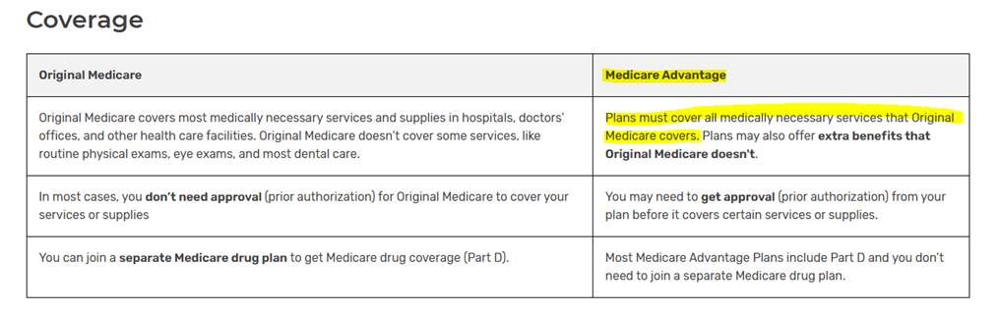 Coverage
Original Medicare
Medicare Advantage
Original Medicare covers most medically necessary services and supplies in hospitals, doctors'
offices, and other health care facilities. Original Medicare doesn't cover some services, like
routine physical exams, eye exams, and most dental care.
Plans must cover all medically necessary services that Original
Medicare covers. Plans may also offer extra benefits that
Original Medicare doesn't.
In most cases, you don't need approval (prior authorization) for Original Medicare to cover your
services or supplies
You may need to get approval (prior authorization) from your
plan before it covers certain services or supplies.
You can join a separate Medicare drug plan to get Medicare drug coverage (Part D).
Most Medicare Advantage Plans include Part D and you don't
need to join a separate Medicare drug plan.